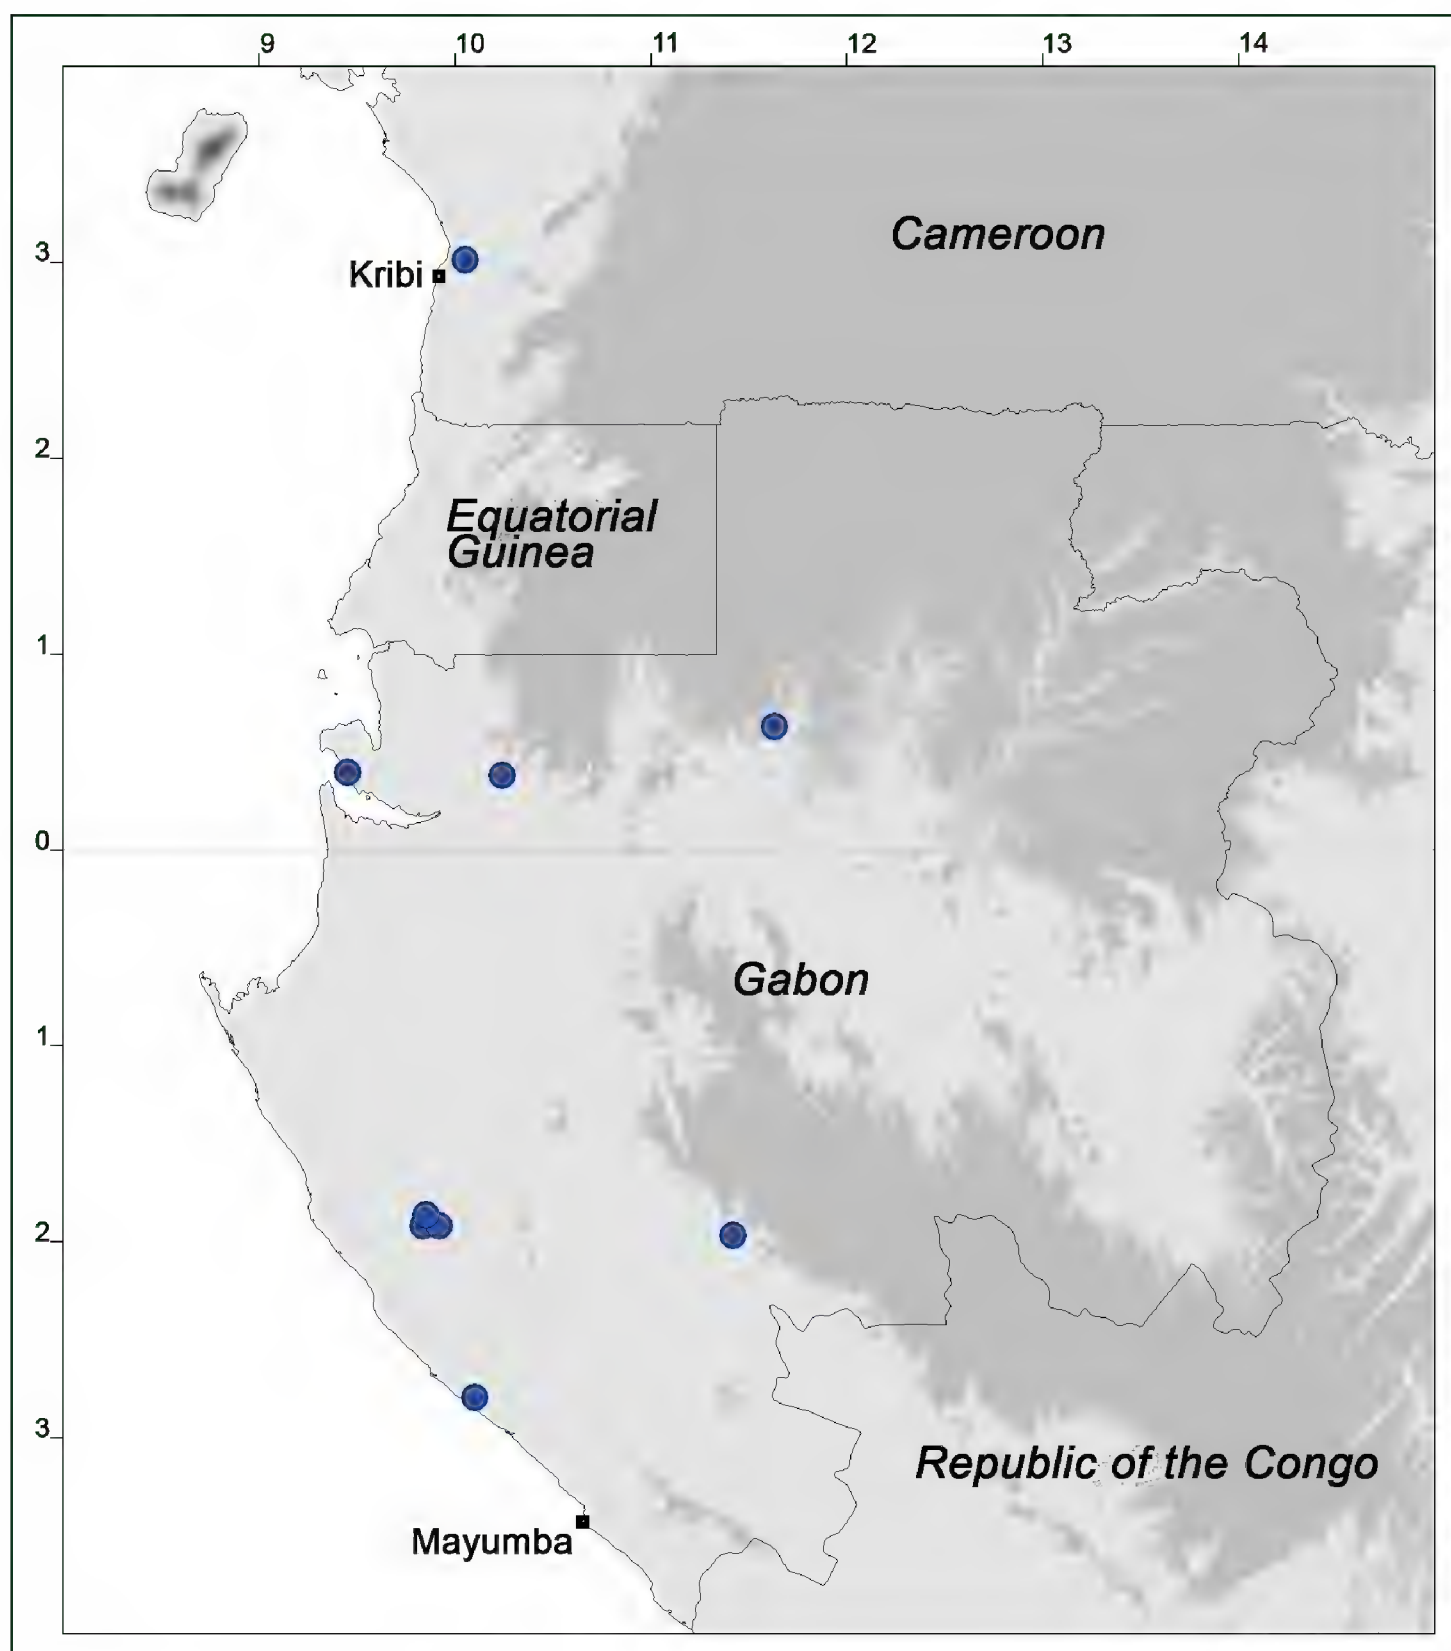 9 10 11 12 13 14
3
Cameroon
Kribi
2
Equatorial
Guinea
1
0
Gabon
1
2
3
Republic of the Congo
Mayumba